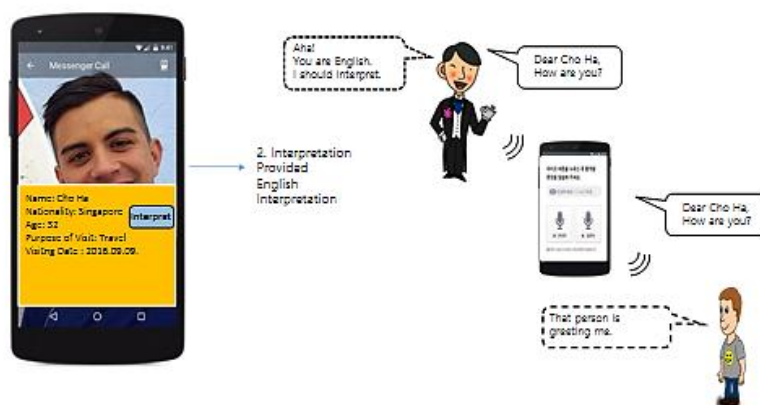 9:41
← Messenger Call
Name: Cho Ha
Nationality: Singapore
Age: 32
Purpose of Visit: Travel
Visiting Date : 2016.09.09.
Interpret
2. Interpretation
Provided
English
Interpretation
Aha!
You are English.
I should interpret.
Dear Cho Ha,
How are you?
Dear Cho Ha,
How are you?
That person is
greeting me.